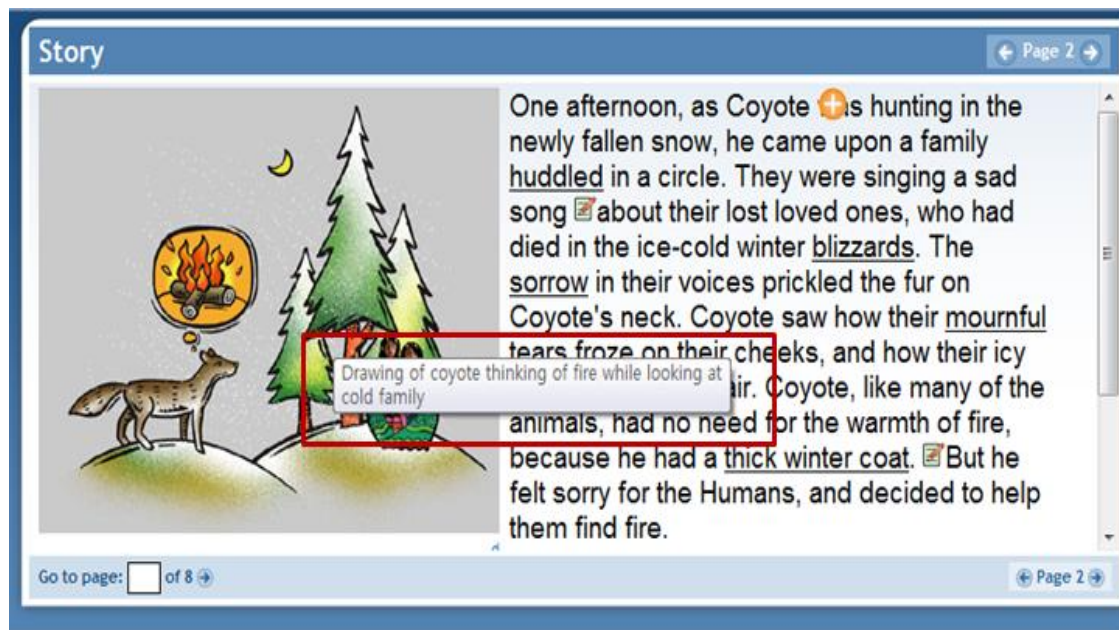 Story
Page 2
One afternoon, as Coyote was hunting in the
newly fallen snow, he came upon a family
huddled in a circle. They were singing a sad
song about their lost loved ones, who had
died in the ice-cold winter blizzards. The
sorrow in their voices prickled the fur on
Coyote's neck. Coyote saw how their mournful
tears froze on their cheeks, and how their icy
Drawing of coyote thinking of fire while looking at
cold family
air. Coyote, like many of the
animals, had no need for the warmth of fire,
because he had a thick winter coat. But he
felt sorry for the Humans, and decided to help
them find fire.
Go to page: of 8
Page 2